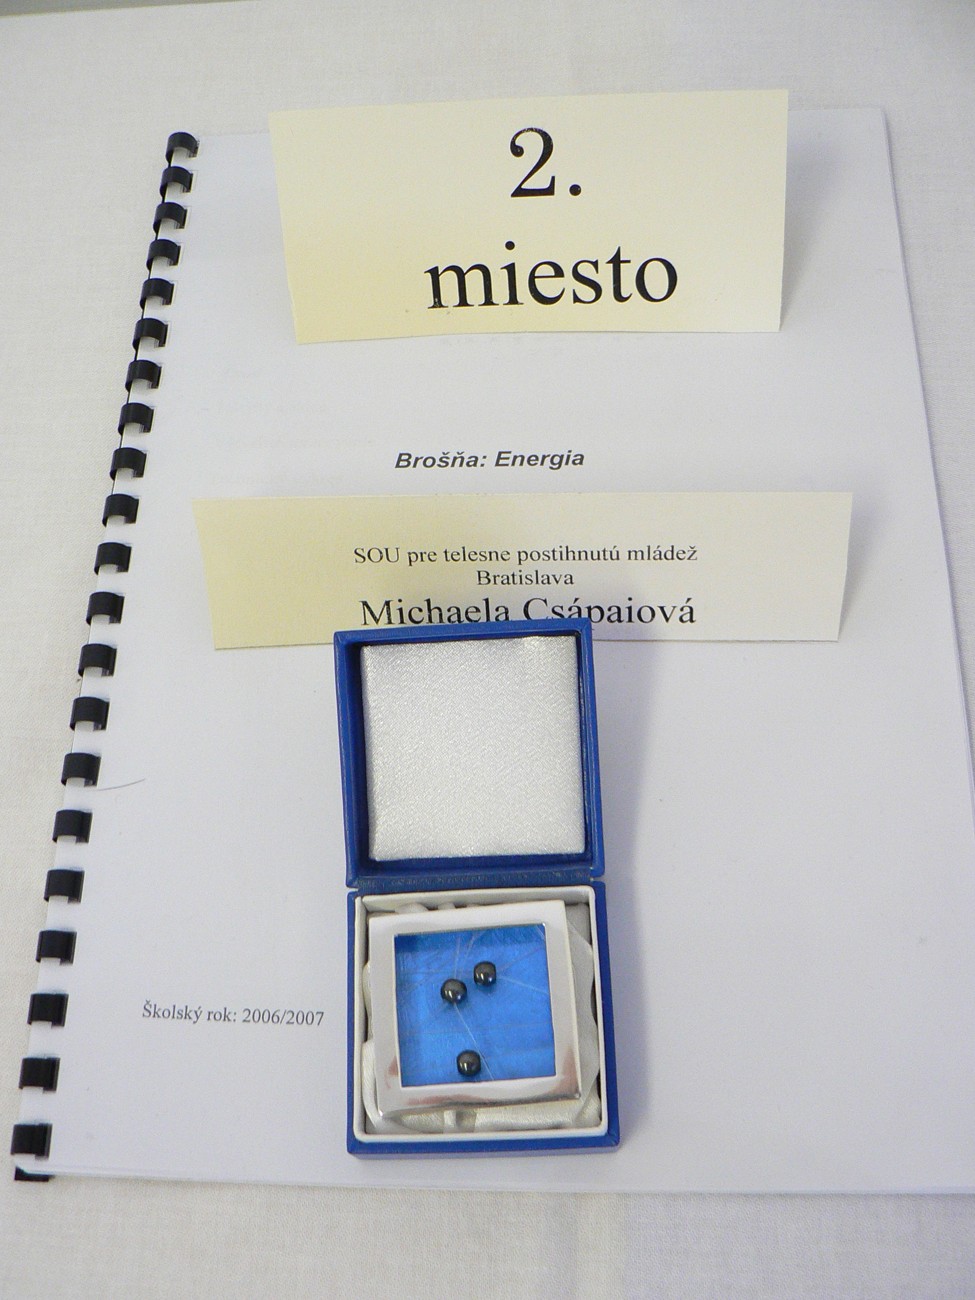 2.
miesto
Brošňa: Energia
SOU pre telesne postihnutú mládež
Bratislava
Michaela Csápaiová
Školský rok: 2006/2007